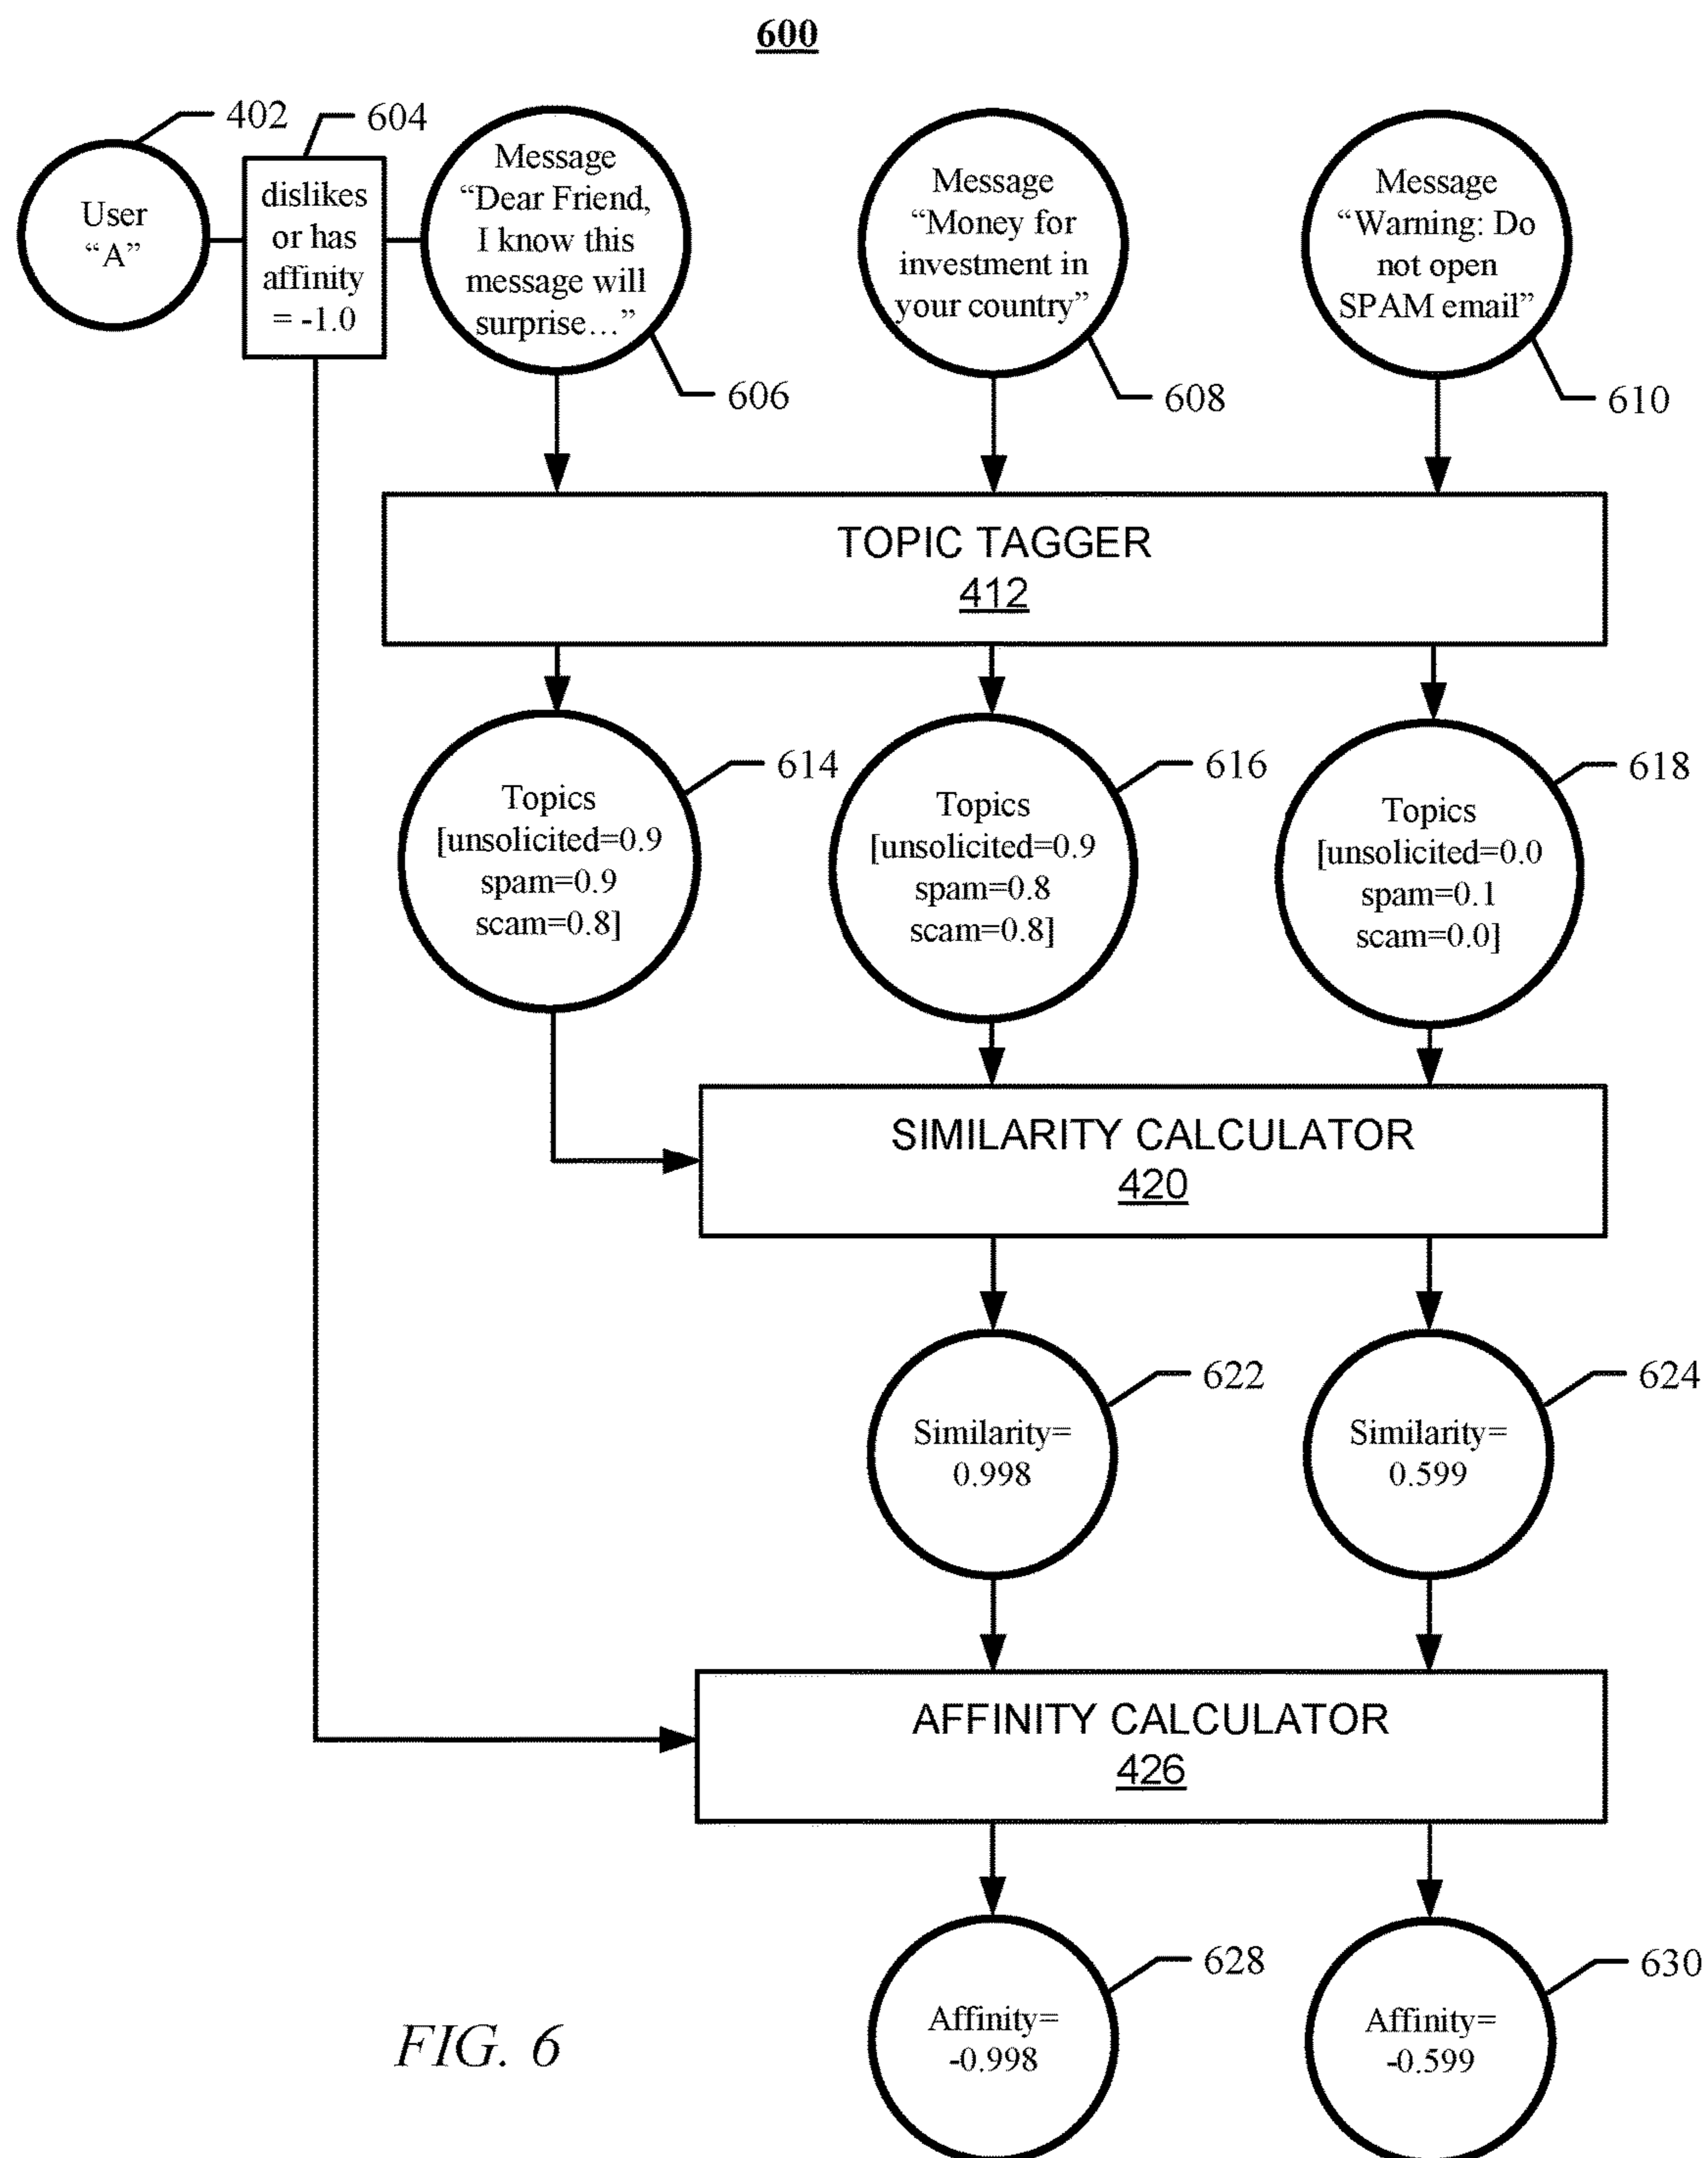 600
402
604
User
“A”
dislikes
or has
affinity
= -1.0
Message
“Dear Friend,
I know this
message will
surprise…”
606
Message
“Money for
investment in
your country”
608
Message
“Warning: Do
not open
SPAM email”
610
TOPIC TAGGER
412
Topics
[unsolicited=0.9
spam=0.9
scam=0.8]
614
Topics
[unsolicited=0.9
spam=0.8
scam=0.8]
616
Topics
[unsolicited=0.0
spam=0.1
scam=0.0]
618
SIMILARITY CALCULATOR
420
Similarity=
0.998
622
Similarity=
0.599
624
AFFINITY CALCULATOR
426
Affinity=
-0.998
628
Affinity=
-0.599
630
FIG. 6